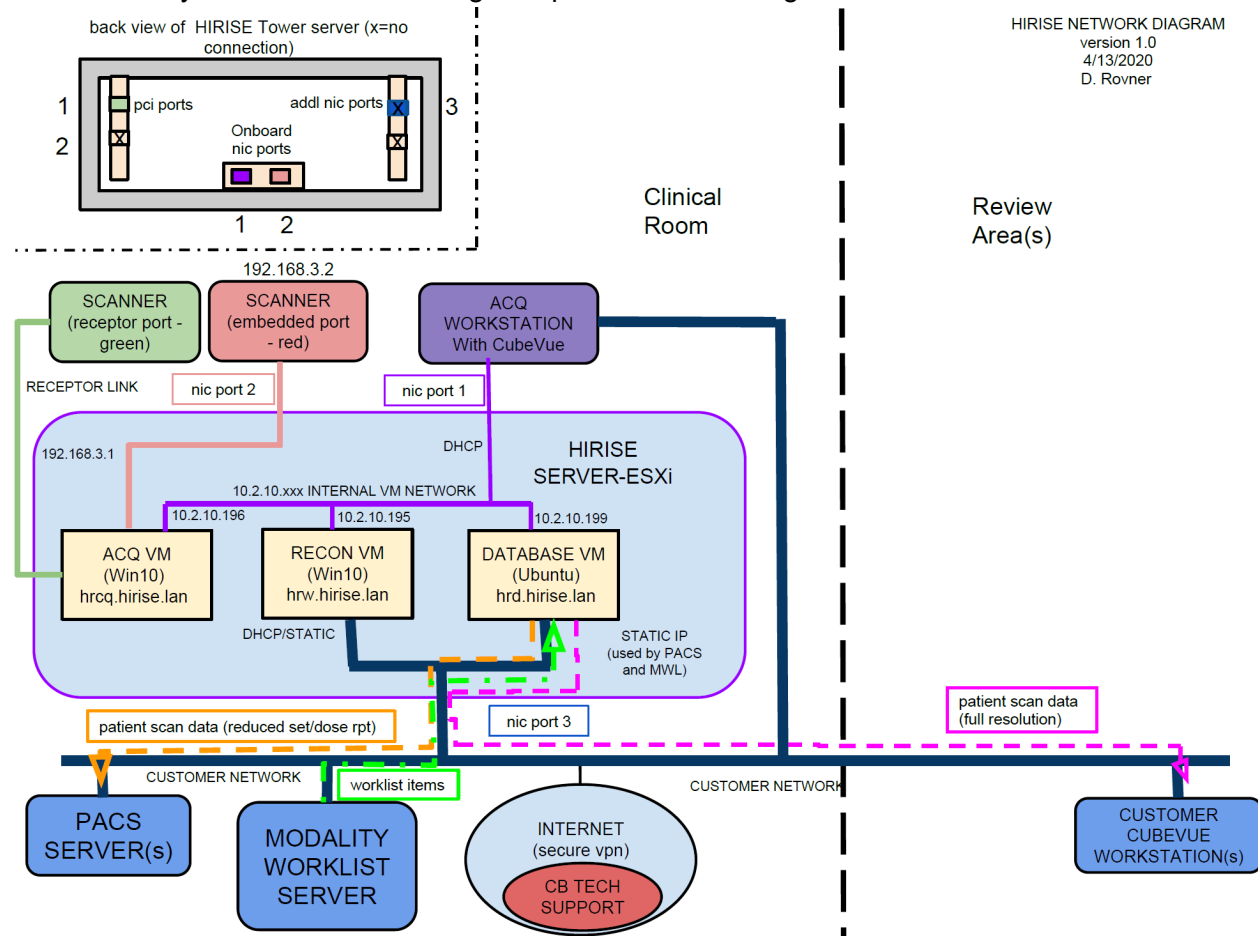 back view of HIRISE Tower server (x=no
connection)
1
pci ports
addl nic ports
X
3
2
X
X
Onboard
nic ports
1 2
HIRISE NETWORK DIAGRAM
version 1.0
4/13/2020
D. Rovner
Clinical
Room
Review
Area(s)
192.168.3.2
SCANNER
(receptor port -
green)
SCANNER
(embedded port
- red)
ACQ
WORKSTATION
With CubeVue
RECEPTOR LINK
nic port 2
nic port 1
192.168.3.1
DHCP
HIRISE
SERVER-ESXi
10.2.10.xxx INTERNAL VM NETWORK
10.2.10.196
10.2.10.195
10.2.10.199
ACQ VM
(Win10)
hrcq.hirise.lan
RECON VM
(Win10)
hrw.hirise.lan
DATABASE VM
(Ubuntu)
hrd.hirise.lan
DHCP/STATIC
STATIC IP
(used by PACS
and MWL)
patient scan data (reduced set/dose rpt)
nic port 3
patient scan data
(full resolution)
CUSTOMER NETWORK
worklist items
CUSTOMER NETWORK
PACS
SERVER(s)
MODALITY
WORKLIST
SERVER
INTERNET
(secure vpn)
CB TECH
SUPPORT
CUSTOMER
CUBEVUE
WORKSTATION(s)